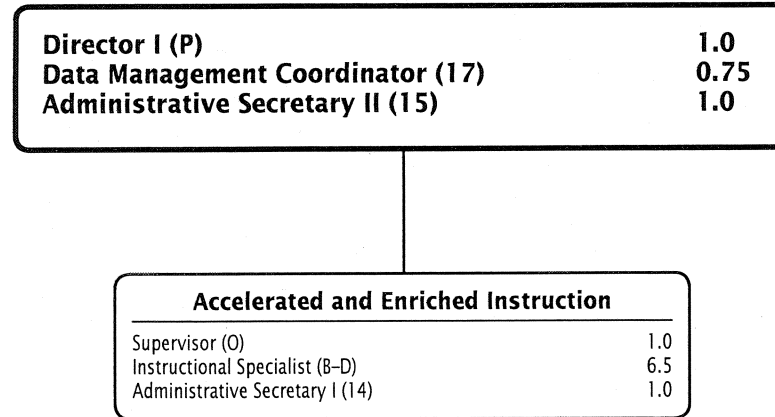 Director I (P) 1.0
Data Management Coordinator (17) 0.75
Administrative Secretary II (15) 1.0
Accelerated and Enriched Instruction
Supervisor (O) 1.0
Instructional Specialist (B–D) 6.5
Administrative Secretary I (14) 1.0